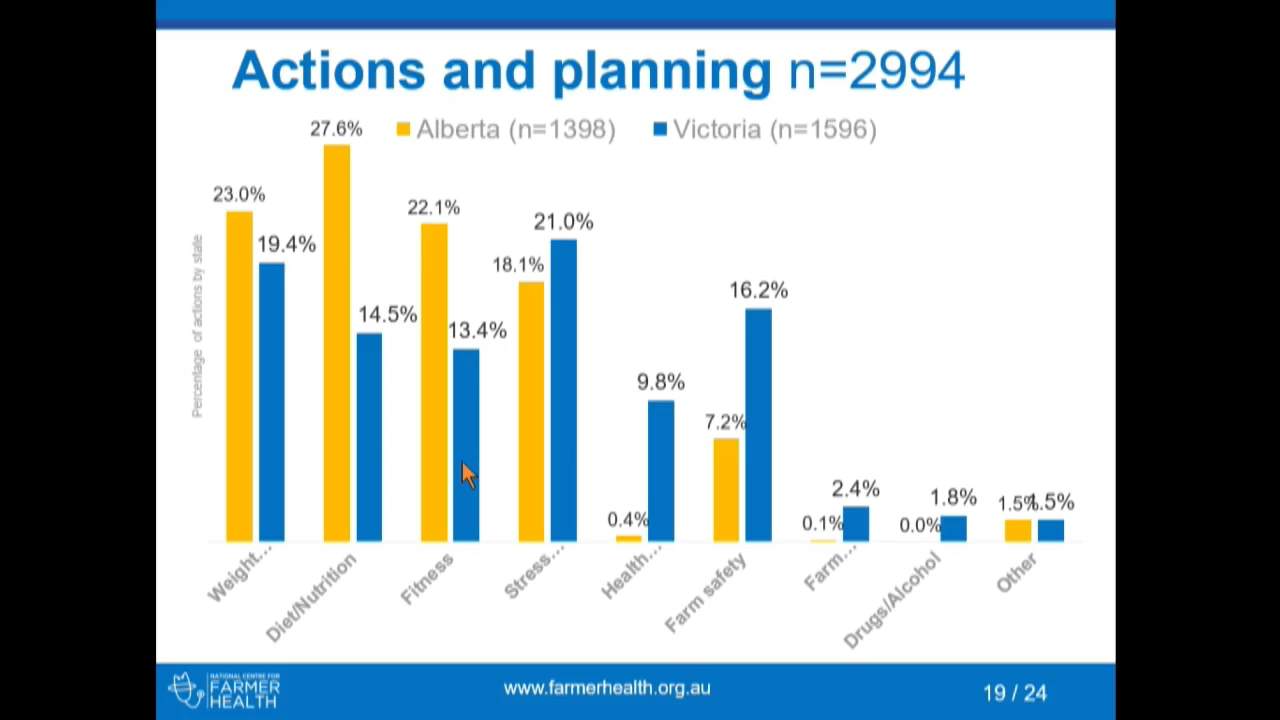 Actions and planning n=2994
Alberta (n=1398) Victoria (n=1596)
Percentage of actions by state
23.0%
19.4%
27.6%
14.5%
22.1%
13.4%
18.1%
21.0%
0.4%
9.8%
7.2%
16.2%
0.1%
2.4%
0.0%
1.8%
1.5%
1.5%
Weight...
Diet/Nutrition
Fitness
Stress...
Health...
Farm safety
Farm...
Drugs/Alcohol
Other
NATIONAL CENTRE FOR
FARMER
HEALTH
www.farmerhealth.org.au
19 / 24